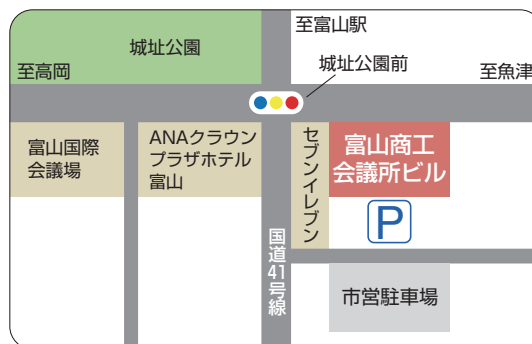 至富山駅
城址公園
城址公園前
至高岡
至魚津
富山国際
会議場
ANAクラウン
プラザホテル
富山
セブンイレブン
富山商工
会議所ビル
P
国道41号線
市営駐車場